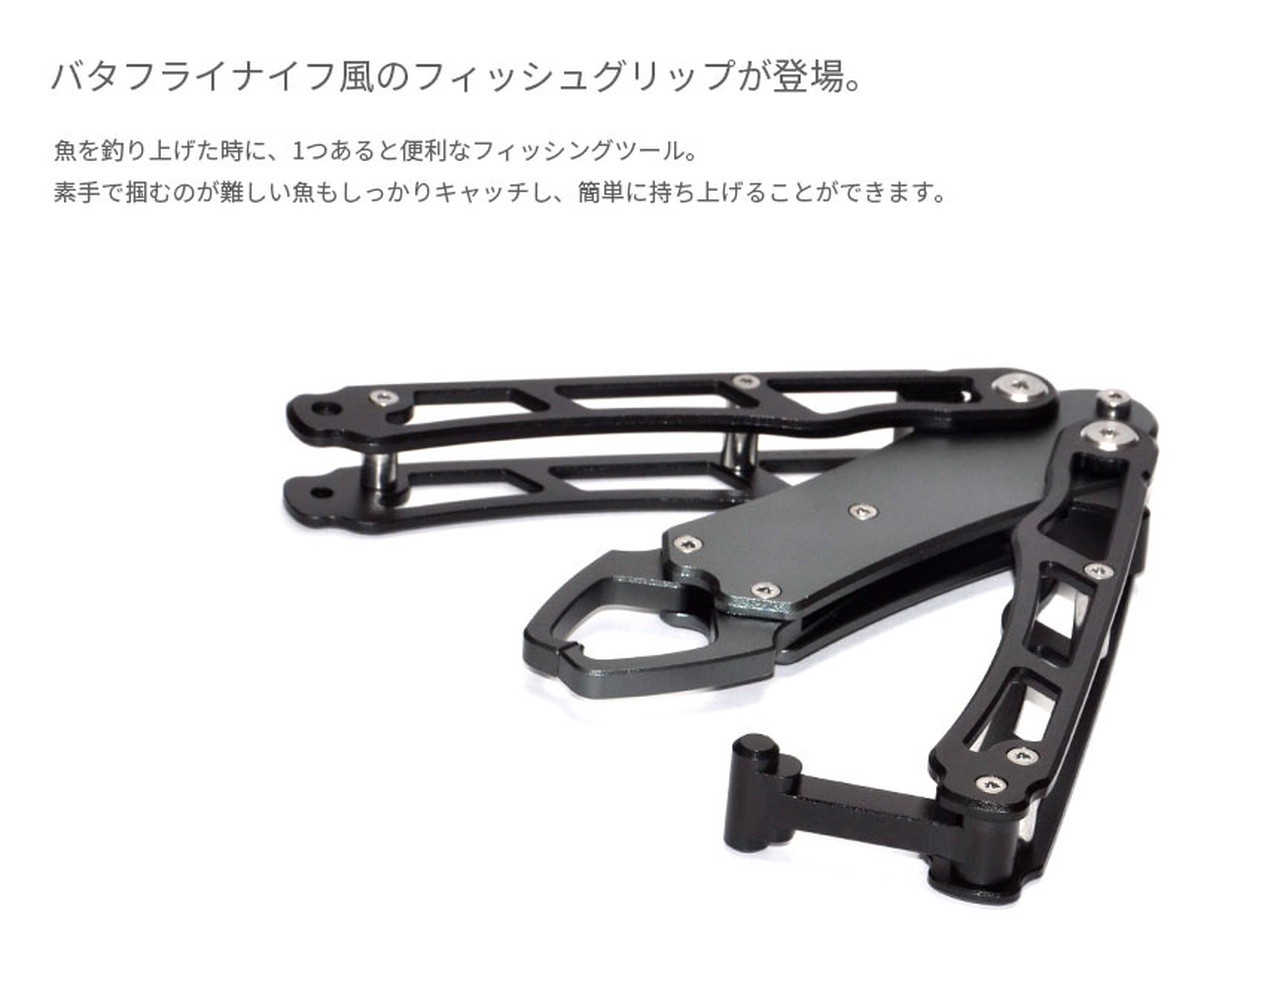 バタフライナイフ風のフィッシュグリップが登場。
魚を釣り上げた時に、1つあると便利なフィッシングツール。
素手で掴むのが難しい魚もしっかりキャッチし、簡単に持ち上げることができます。